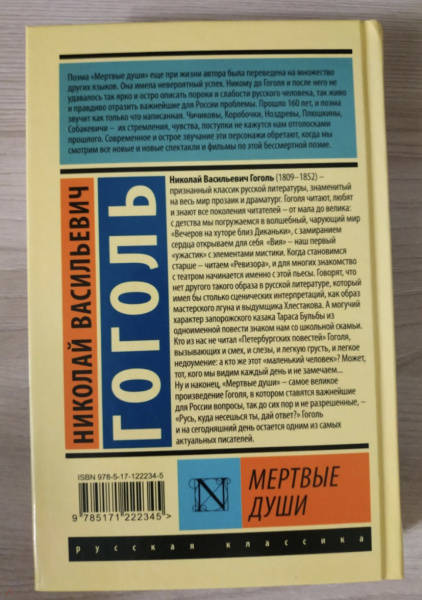 Поэма «Мертвые души» еще при жизни автора была переведена на множество
других языков. Она имела невероятный успех. Никому до Гоголя и после него не
удавалось так ярко и остро описать пороки и слабости русского человека, так живо
и правдиво отразить важнейшие для России проблемы. Прошло 160 лет, и поэма
звучит как только что написанная. Чичиковы, Коробочки, Ноздревы, Плюшкины,
Собакевичи – их стремления, чувства, поступки не кажутся нам отголосками
прошлого. Современное и острое звучание эти персонажи обретают, когда мы
смотрим все новые и новые спектакли и фильмы по этой бессмертной поэме.
НИКОЛАЙ ВАСИЛЬЕВИЧ
ГОГОЛЬ
Николай Васильевич Гоголь (1809–1852) –
признанный классик русской литературы, знаменитый
на весь мир прозаик и драматург. Гоголя читают, любят
и знают все поколения читателей – от мала до велика:
с детства мы погружаемся в волшебный, чарующий мир
«Вечеров на хуторе близ Диканьки», с замиранием
сердца открываем для себя «Вия» – наш первый
«ужастик» с элементами мистики. Когда становимся
старше – читаем «Ревизора», и для многих знакомство
с театром начинается именно с этой пьесы. Говорят, что
нет другого такого образа в русской литературе, который
имел бы столько сценических интерпретаций, как образ
мастерского лгуна и выдумщика Хлестакова. А могучий
характер запорожского казака Тараса Бульбы из
одноименной повести знаком нам со школьной скамьи.
Кто из нас не читал «Петербургских повестей» Гоголя,
вызывающих и смех, и слезы, и легкую грусть, и легкое
недоумение: а кто же этот «маленький человек»? Может,
тот, кого мы видим каждый день и не замечаем...
Ну и наконец, «Мертвые души» – самое великое
произведение Гоголя, в котором ставятся важнейшие
для России вопросы, так до сих пор и не разрешенные, –
«Русь, куда несешься ты, дай ответ?» Гоголь
и на сегодняшний день остается одним из самых
актуальных писателей.
ISBN 978-5-17-122234-5
9 785171 222345 >
N
МЕРТВЫЕ
ДУШИ
русская классика